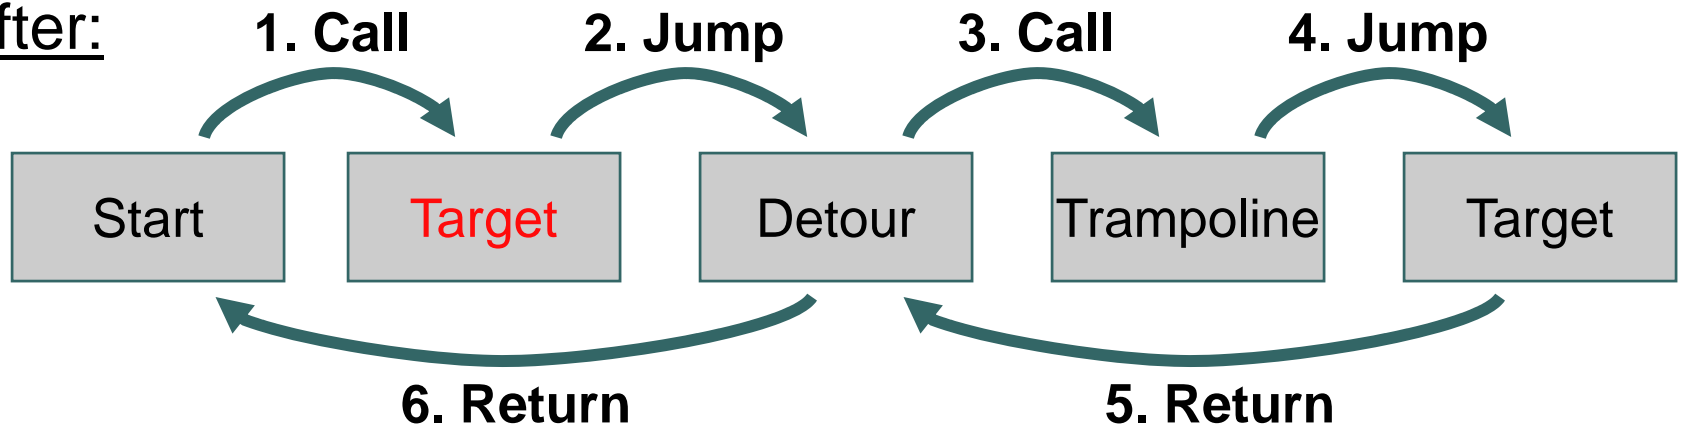 fter:
1. Call 2. Jump 3. Call 4. Jump
Start Target Detour Trampoline Target
6. Return 5. Return